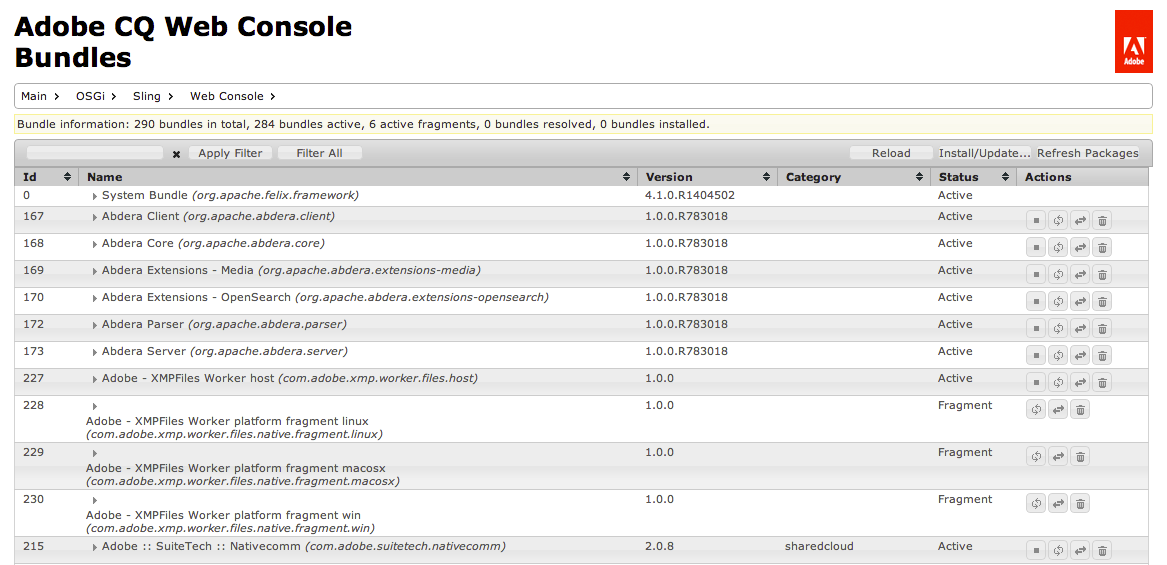 Adobe CQ Web Console
Bundles
Adobe
Main OSGi Sling Web Console
Bundle information: 290 bundles in total, 284 bundles active, 6 active fragments, 0 bundles resolved, 0 bundles installed.
Apply Filter Filter All Reload Install/Update... Refresh Packages
Id Name Version Category Status Actions
0 System Bundle (org.apache.felix.framework) 4.1.0.R1404502 Active
167 Abdera Client (org.apache.abdera.client) 1.0.0.R783018 Active
168 Abdera Core (org.apache.abdera.core) 1.0.0.R783018 Active
169 Abdera Extensions - Media (org.apache.abdera.extensions-media) 1.0.0.R783018 Active
170 Abdera Extensions - OpenSearch (org.apache.abdera.extensions-opensearch) 1.0.0.R783018 Active
172 Abdera Parser (org.apache.abdera.parser) 1.0.0.R783018 Active
173 Abdera Server (org.apache.abdera.server) 1.0.0.R783018 Active
227 Adobe - XMPFiles Worker host (com.adobe.xmp.worker.files.host) 1.0.0 Active
228 1.0.0 Fragment
Adobe - XMPFiles Worker platform fragment linux
(com.adobe.xmp.worker.files.native.fragment.linux)
229 1.0.0 Fragment
Adobe - XMPFiles Worker platform fragment macosx
(com.adobe.xmp.worker.files.native.fragment.macosx)
230 1.0.0 Fragment
Adobe - XMPFiles Worker platform fragment win
(com.adobe.xmp.worker.files.native.fragment.win)
215 Adobe :: SuiteTech :: Nativecomm (com.adobe.suitetech.nativecomm) 2.0.8 sharedcloud Active